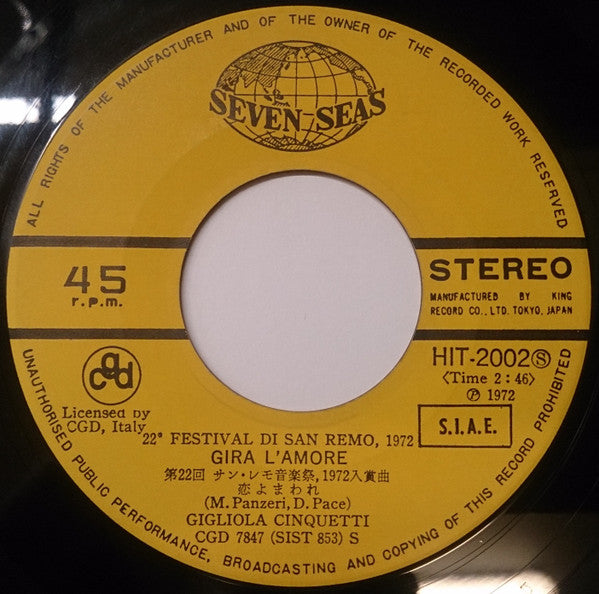 ALL RIGHTS OF THE MANUFACTURER AND OF THE OWNER OF THE RECORDED WORK RESERVED
SEVEN SEAS
45
r.p.m.
STEREO
MANUFACTURED BY KING
RECORD CO., LTD. TOKYO, JAPAN
HIT-2002Ⓢ
〈Time 2:46〉
Ⓟ 1972
S.I.A.E.
cgd
Licensed by
CGD, Italy
22° FESTIVAL DI SAN REMO, 1972
GIRA L'AMORE
第22回 サン・レモ音楽祭,1972入賞曲
恋よまわれ
(M. Panzeri, D. Pace)
GIGLIOLA CINQUETTI
CGD 7847 (SIST 853) S
UNAUTHORISED PUBLIC PERFORMANCE, BROADCASTING AND COPYING OF THIS RECORD PROHIBITED